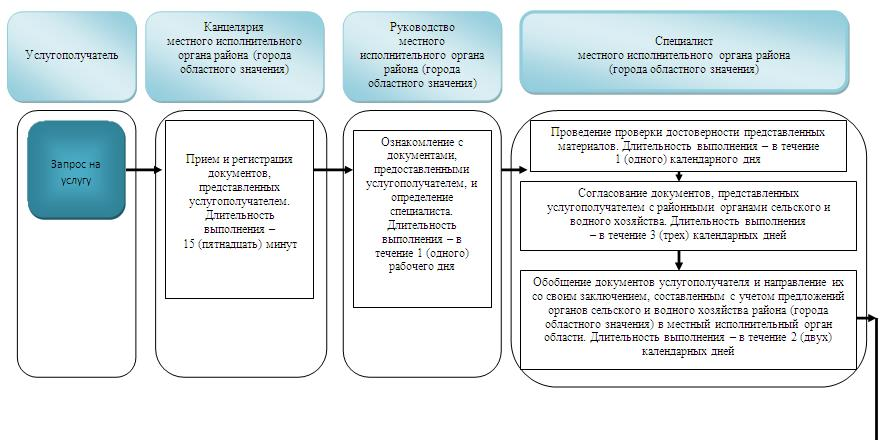 Услугополучатель
Канцелярия
местного исполнительного
органа района (города
областного значения)
Руководство
местного
исполнительного органа
района (города
областного значения)
Специалист
местного исполнительного органа района
(города областного значения)
Запрос на
услугу
Прием и регистрация
документов,
представленных
услугополучателем.
Длительность
выполнения –
15 (пятнадцать) минут
Ознакомление с
документами,
предоставленными
услугополучателем, и
определение
специалиста.
Длительность
выполнения – в
течение 1 (одного)
рабочего дня
Проведение проверки достоверности представленных
материалов. Длительность выполнения – в течение
1 (одного) календарного дня
Согласование документов, представленных
услугополучателем с районными органами сельского и
водного хозяйства. Длительность выполнения
– в течение 3 (трех) календарных дней
Обобщение документов услугополучателя и направление их
со своим заключением, составленным с учетом предложений
органов сельского и водного хозяйства района (города
областного значения) в местный исполнительный орган
области. Длительность выполнения – в течение 2 (двух)
календарных дней